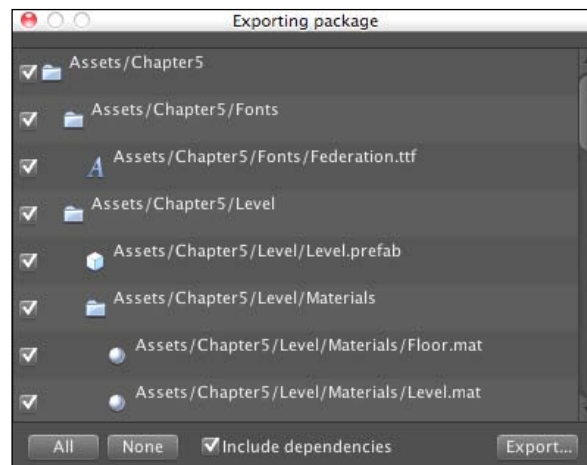 Exporting package
Assets/Chapter5
Assets/Chapter5/Fonts
Assets/Chapter5/Fonts/Federation.ttf
Assets/Chapter5/Level
Assets/Chapter5/Level/Level.prefab
Assets/Chapter5/Level/Materials
Assets/Chapter5/Level/Materials/Floor.mat
Assets/Chapter5/Level/Materials/Level.mat
All None Include dependencies Export...